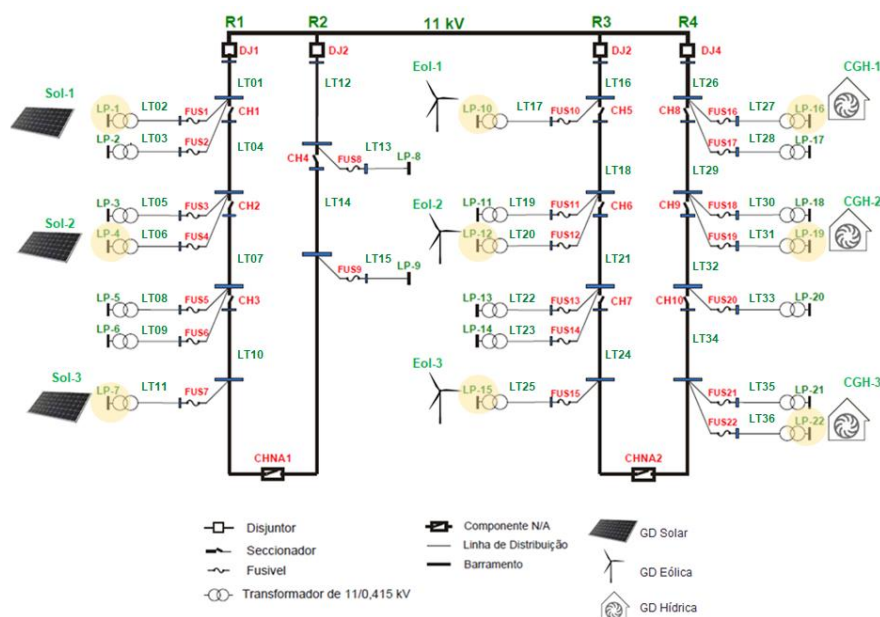 R1 R2 11 kV R3 R4
DJ1 DJ2 DJ2 DJ4
Sol-1 LT01 LT12 Eol-1 LT16 LT26 CGH-1
LP-1 LT02 FUS1 CH1 LP-10 LT17 FUS10 CH5 CH8 FUS16 LT27 LP-16
LP-2 LT03 FUS2 LT04 CH4 FUS8 LT13 LP-8 FUS17 LT28 LP-17
LT18 LT29
LP-3 LT05 FUS3 CH2 LT14 Eol-2 LP-11 LT19 FUS11 CH6 CH9 FUS18 LT30 LP-18 CGH-2
Sol-2 LP-4 LT06 FUS4 LP-12 LT20 FUS12 FUS19 LT31 LP-19
LT07 FUS9 LT15 LP-9 LT21 LT32
LP-5 LT08 FUS5 CH3 LP-13 LT22 FUS13 CH7 CH10 FUS20 LT33 LP-20
LP-6 LT09 FUS6 LP-14 LT23 FUS14
LT10 Eol-3 LT24 LT34
Sol-3 LP-7 LT11 FUS7 LP-15 LT25 FUS15 FUS21 LT35 LP-21 CGH-3
FUS22 LT36 LP-22
CHNA1 CHNA2
Disjuntor
Seccionador
Fusivel
Transformador de 11/0,415 kV
Componente N/A
Linha de Distribuição
Barramento
GD Solar
GD Eólica
GD Hídrica